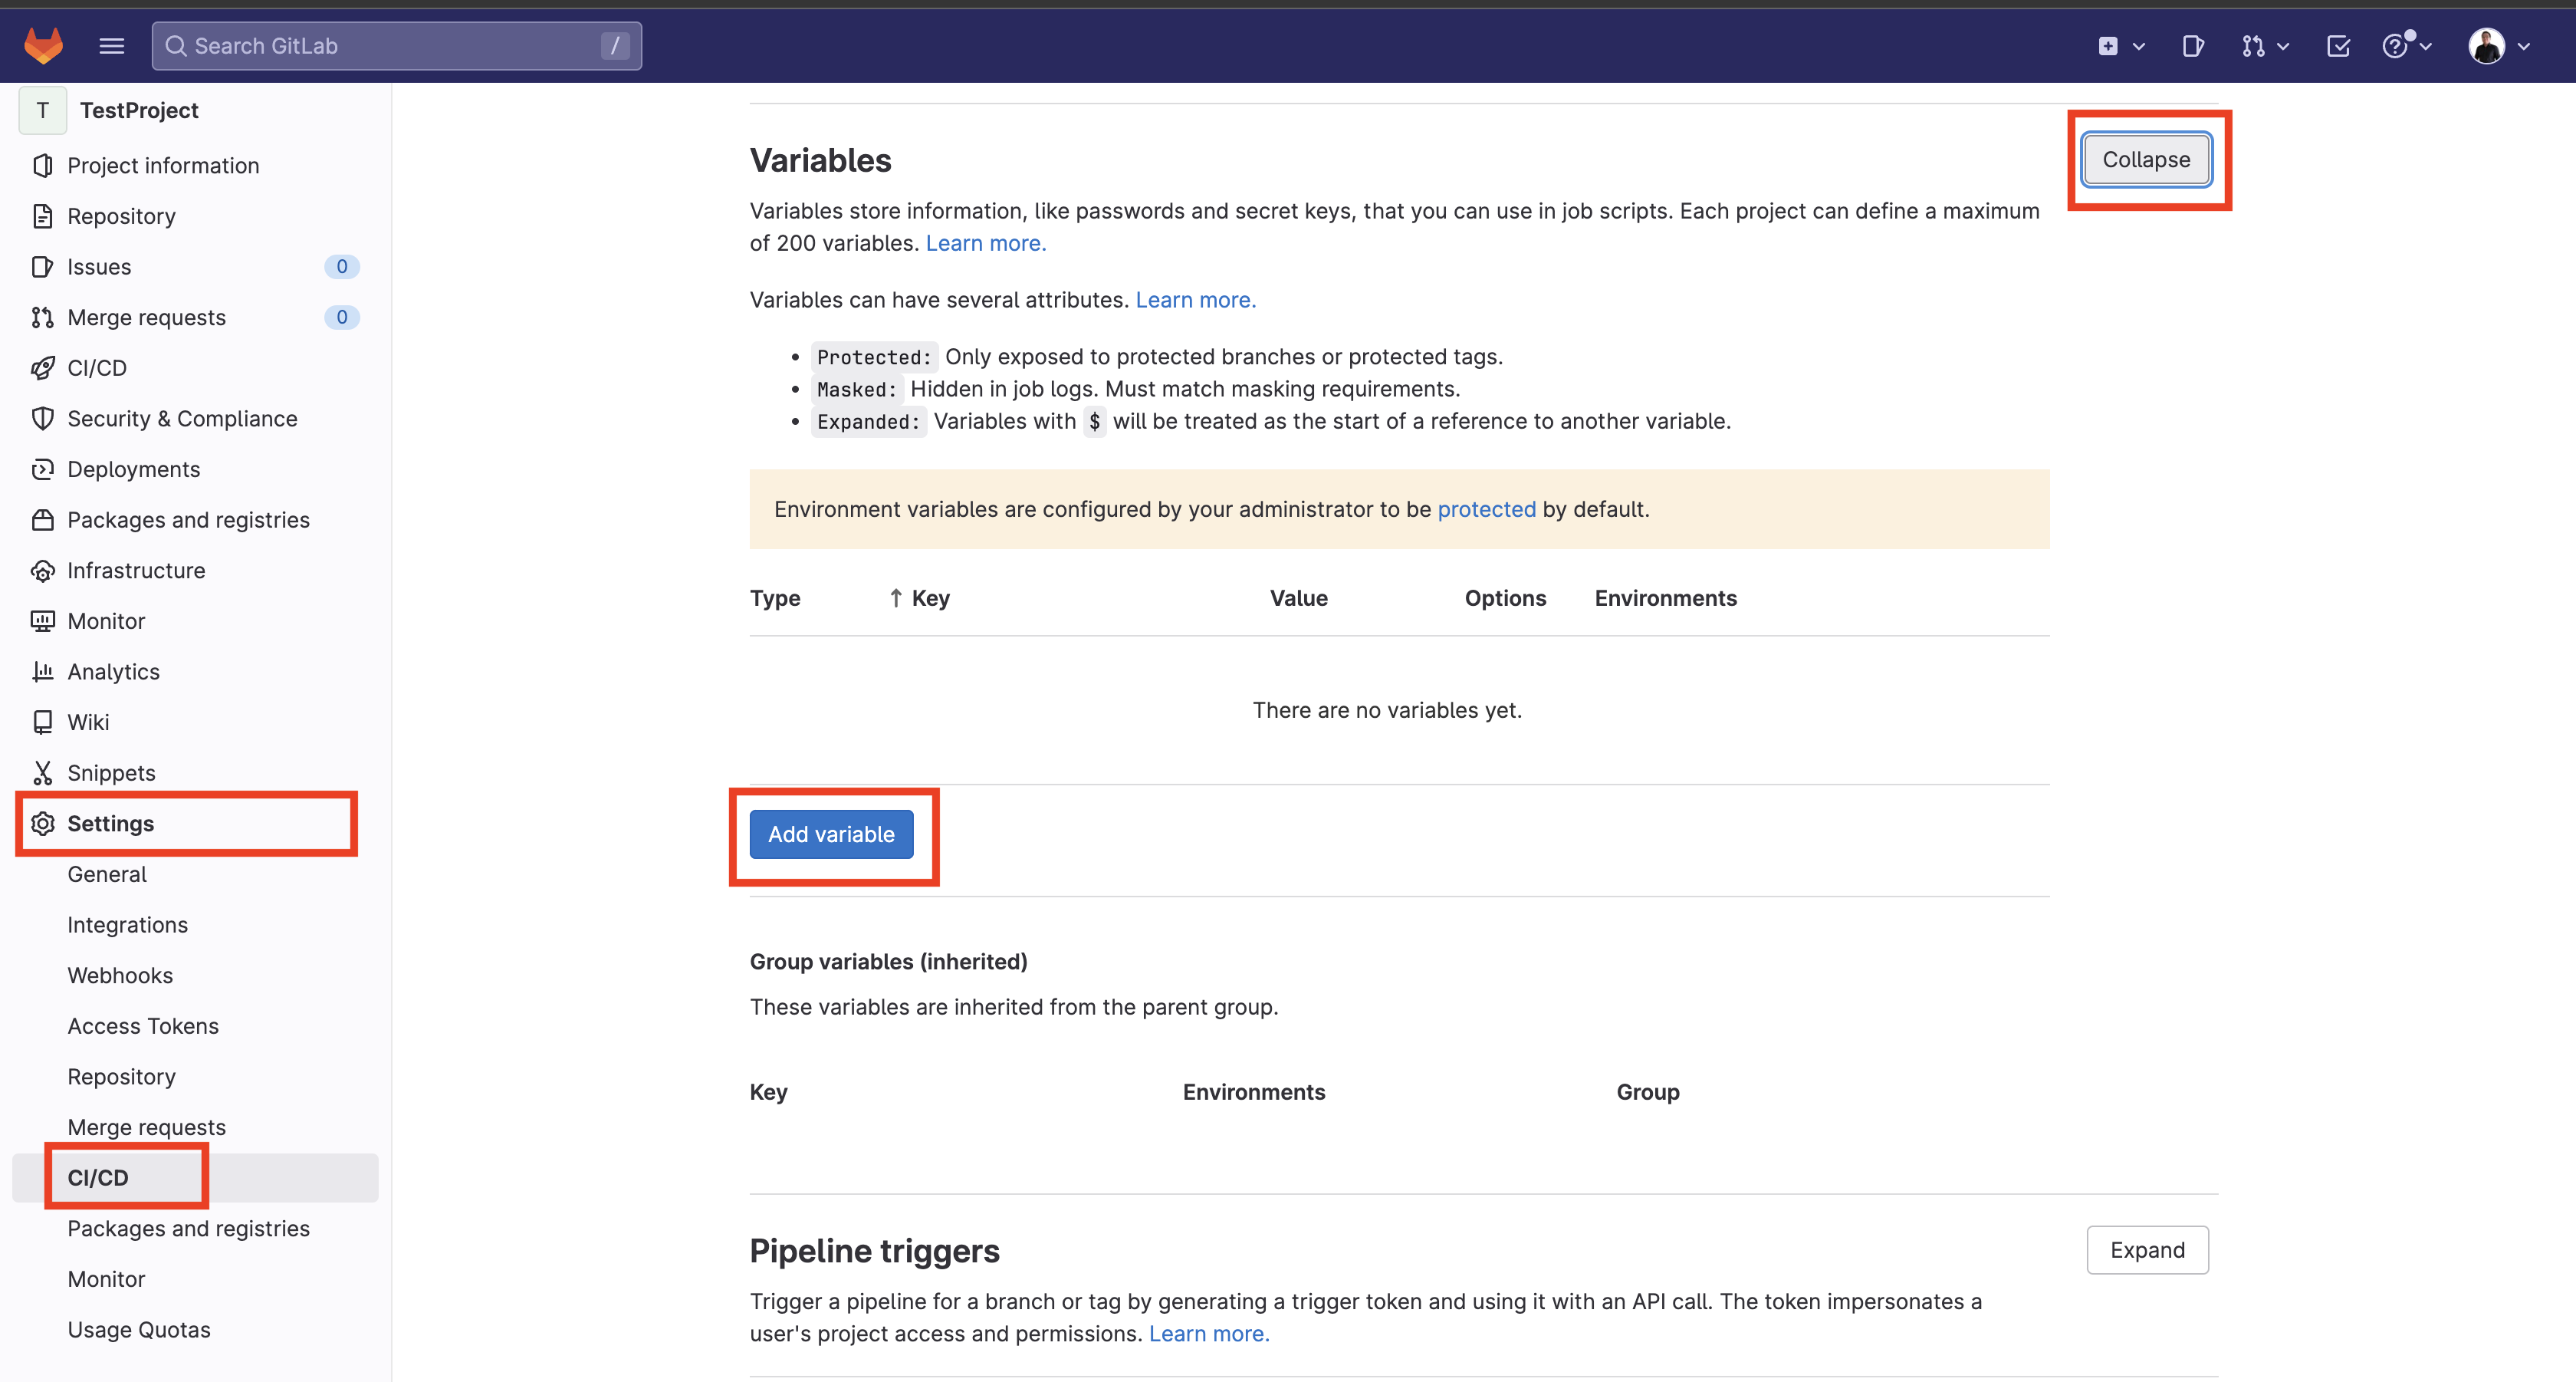 Search GitLab /
T TestProject
Project information
Repository
Issues 0
Merge requests 0
CI/CD
Security & Compliance
Deployments
Packages and registries
Infrastructure
Monitor
Analytics
Wiki
Snippets
Settings
General
Integrations
Webhooks
Access Tokens
Repository
Merge requests
CI/CD
Packages and registries
Monitor
Usage Quotas
Variables
Collapse
Variables store information, like passwords and secret keys, that you can use in job scripts. Each project can define a maximum
of 200 variables. Learn more.
Variables can have several attributes. Learn more.
• Protected: Only exposed to protected branches or protected tags.
• Masked: Hidden in job logs. Must match masking requirements.
• Expanded: Variables with $ will be treated as the start of a reference to another variable.
Environment variables are configured by your administrator to be protected by default.
Type ↑ Key Value Options Environments
There are no variables yet.
Add variable
Group variables (inherited)
These variables are inherited from the parent group.
Key Environments Group
Pipeline triggers
Expand
Trigger a pipeline for a branch or tag by generating a trigger token and using it with an API call. The token impersonates a
user's project access and permissions. Learn more.